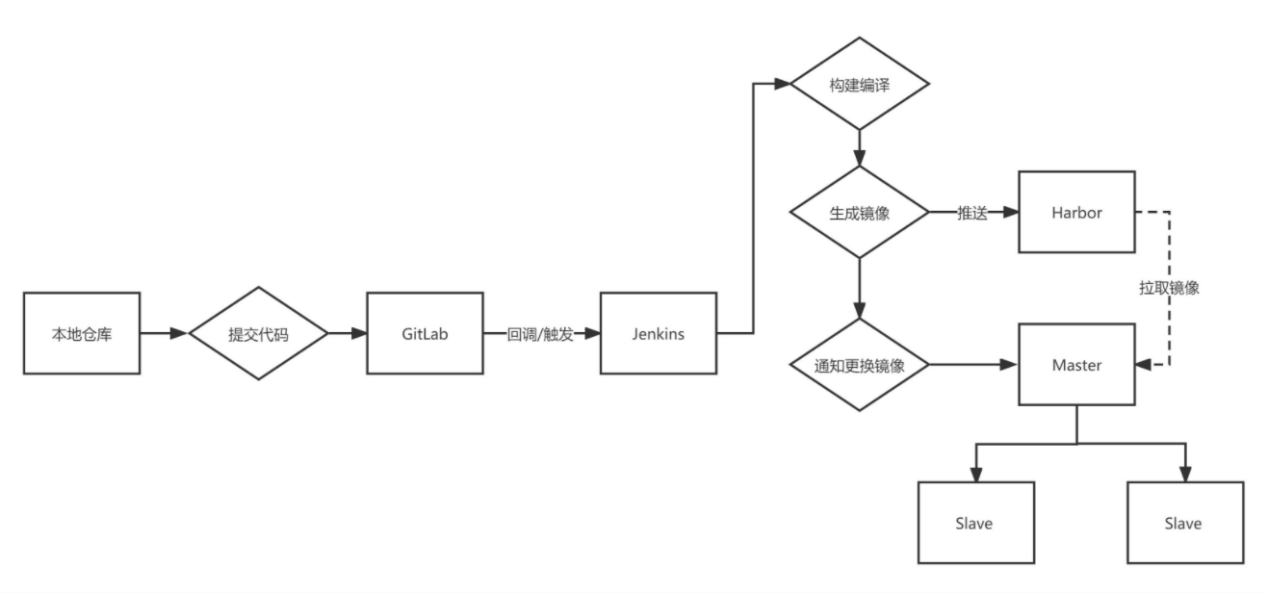 本地仓库
提交代码
GitLab
回调/触发
Jenkins
构建编译
生成镜像
推送
Harbor
拉取镜像
通知更换镜像
Master
Slave
Slave